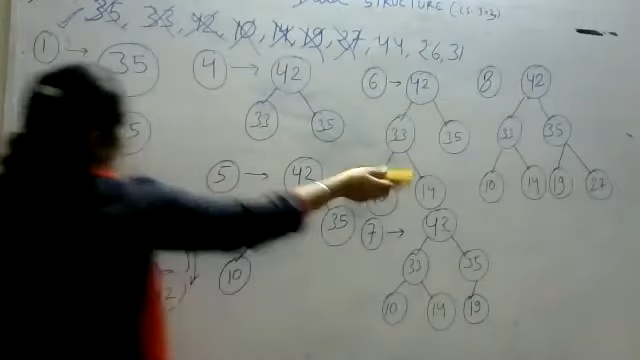 STRUCTURE (CS-303)
35, 33, 42, 10, 14, 19, 27, 44, 26, 31
1 → 35
4 → 42
33 35
5 → 42
35
10
6 → 42
33 35
14
7 → 42
33 35
10 14 19
8 42
33 35
10 14 19 27